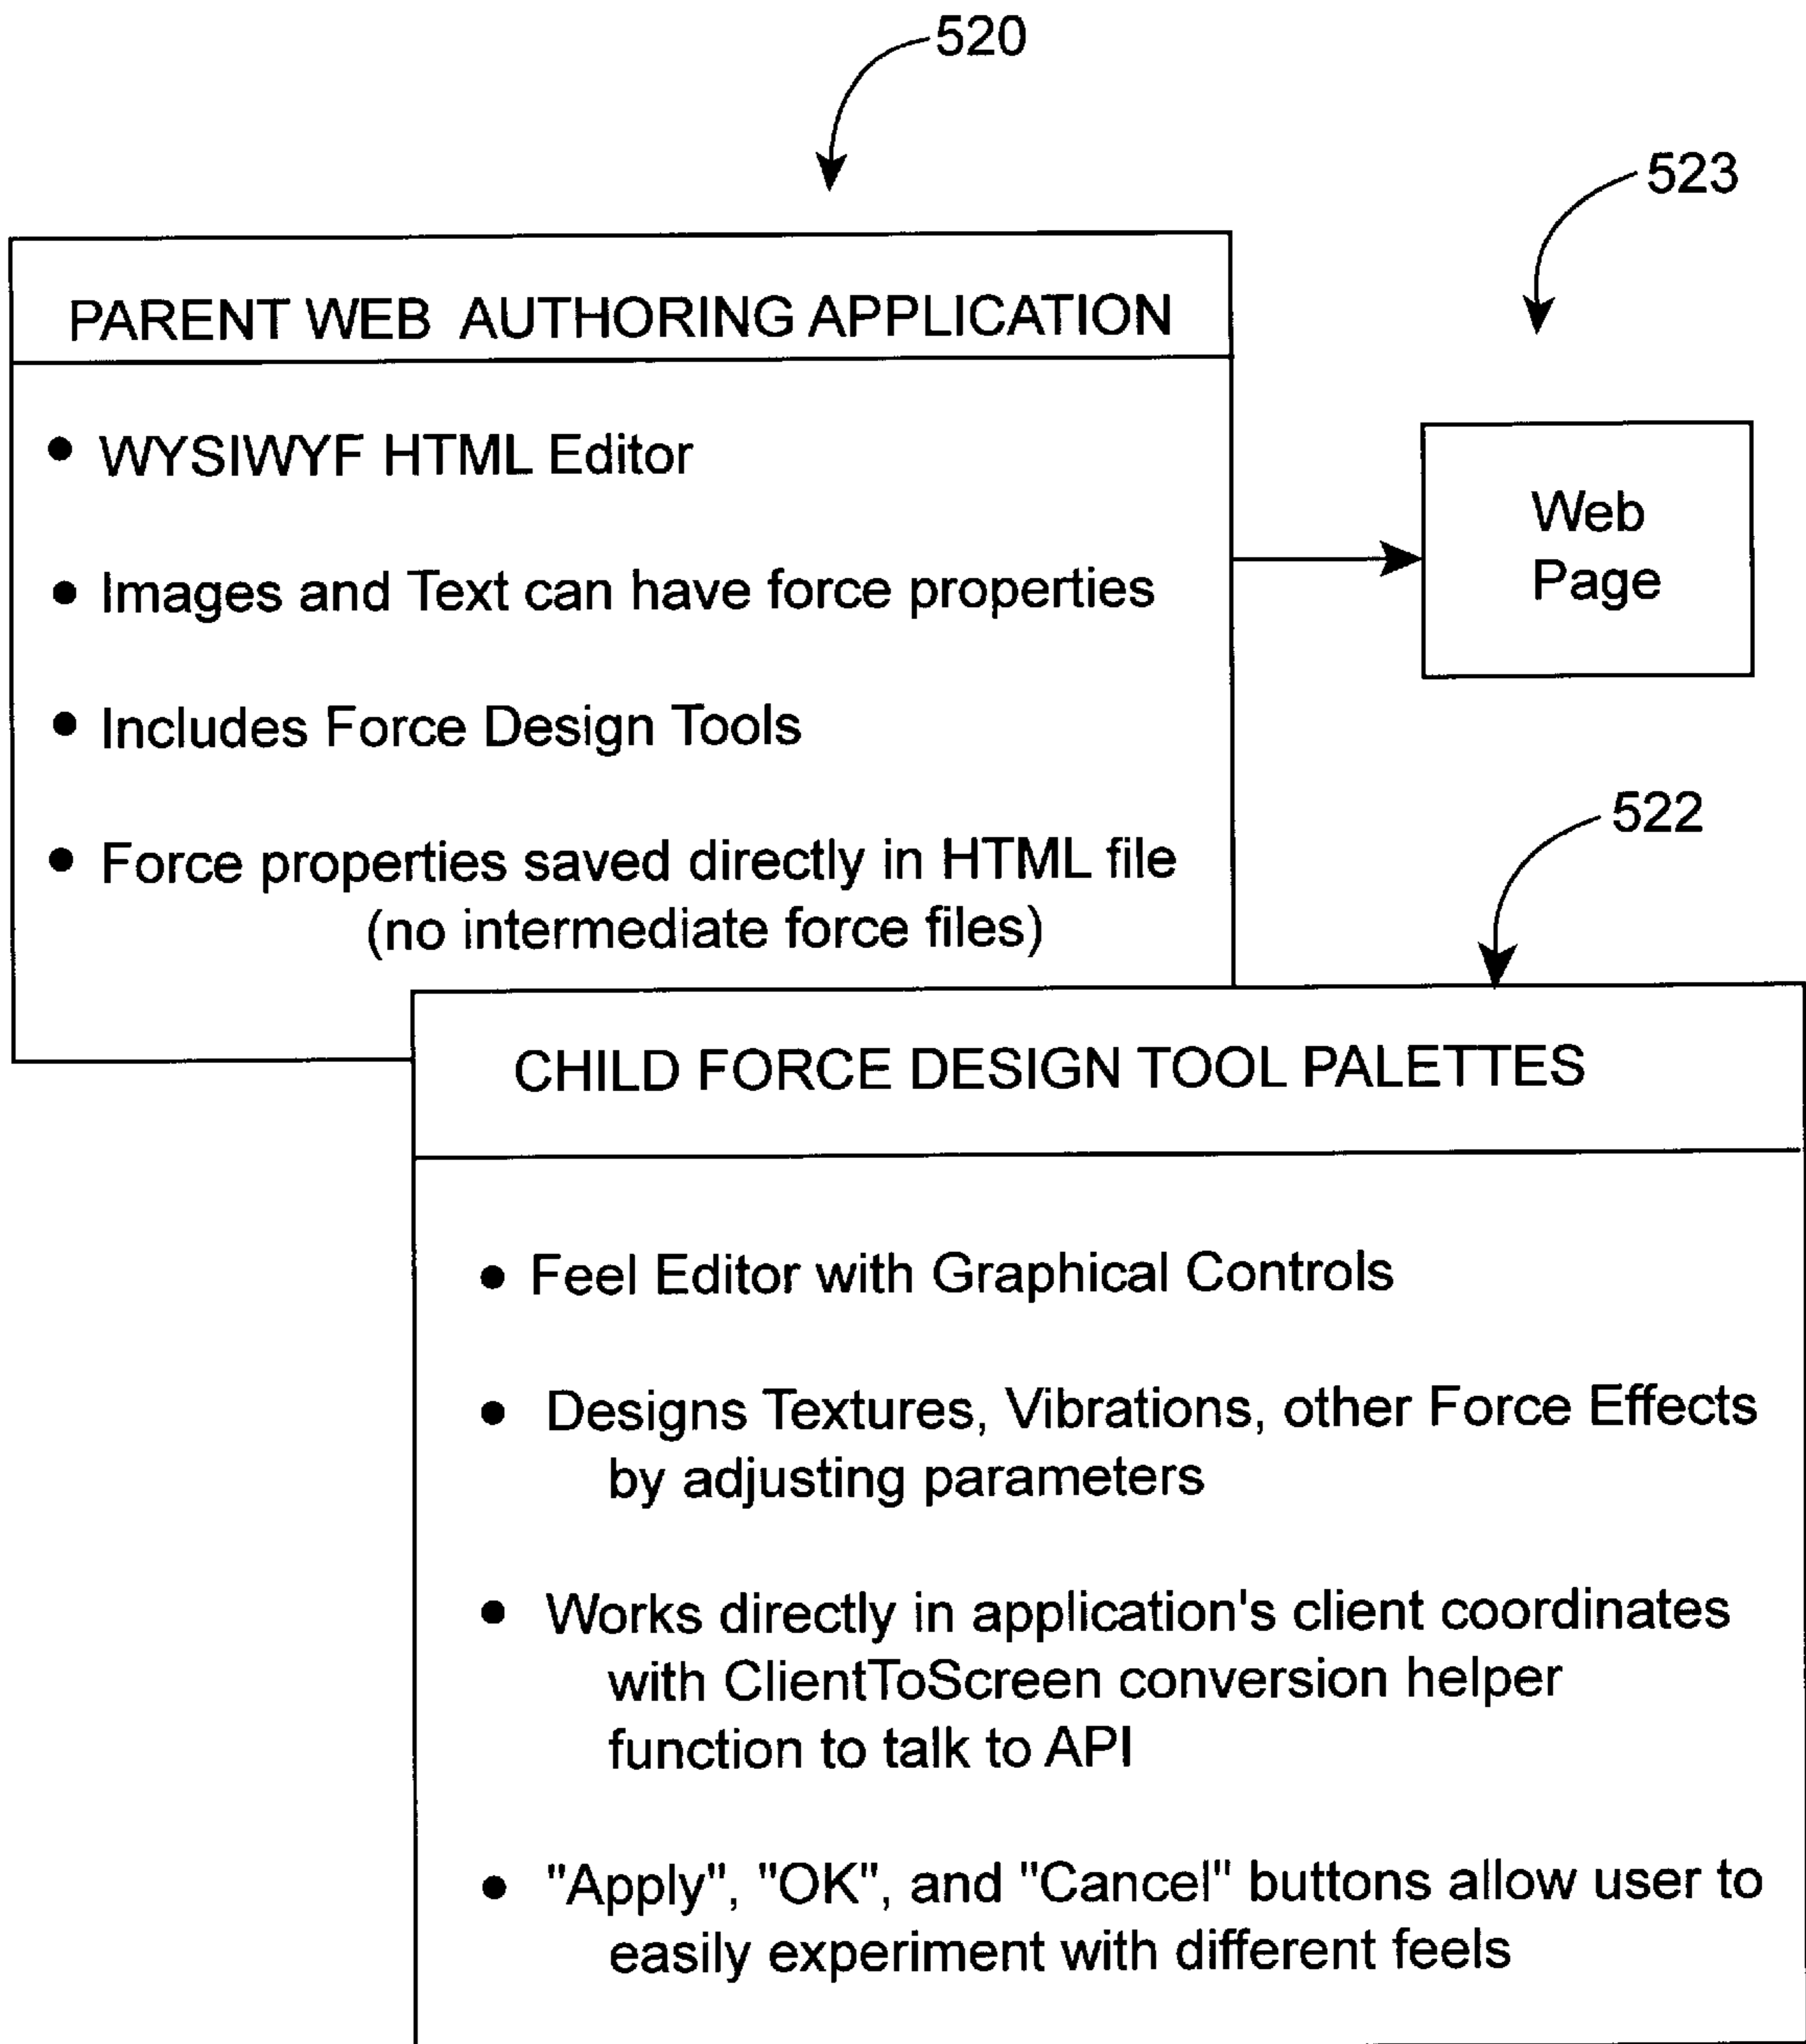 520
523
PARENT WEB AUTHORING APPLICATION
• WYSIWYF HTML Editor
• Images and Text can have force properties
• Includes Force Design Tools
• Force properties saved directly in HTML file
(no intermediate force files)
Web
Page
522
CHILD FORCE DESIGN TOOL PALETTES
• Feel Editor with Graphical Controls
• Designs Textures, Vibrations, other Force Effects
by adjusting parameters
• Works directly in application's client coordinates
with ClientToScreen conversion helper
function to talk to API
• "Apply", "OK", and "Cancel" buttons allow user to
easily experiment with different feels